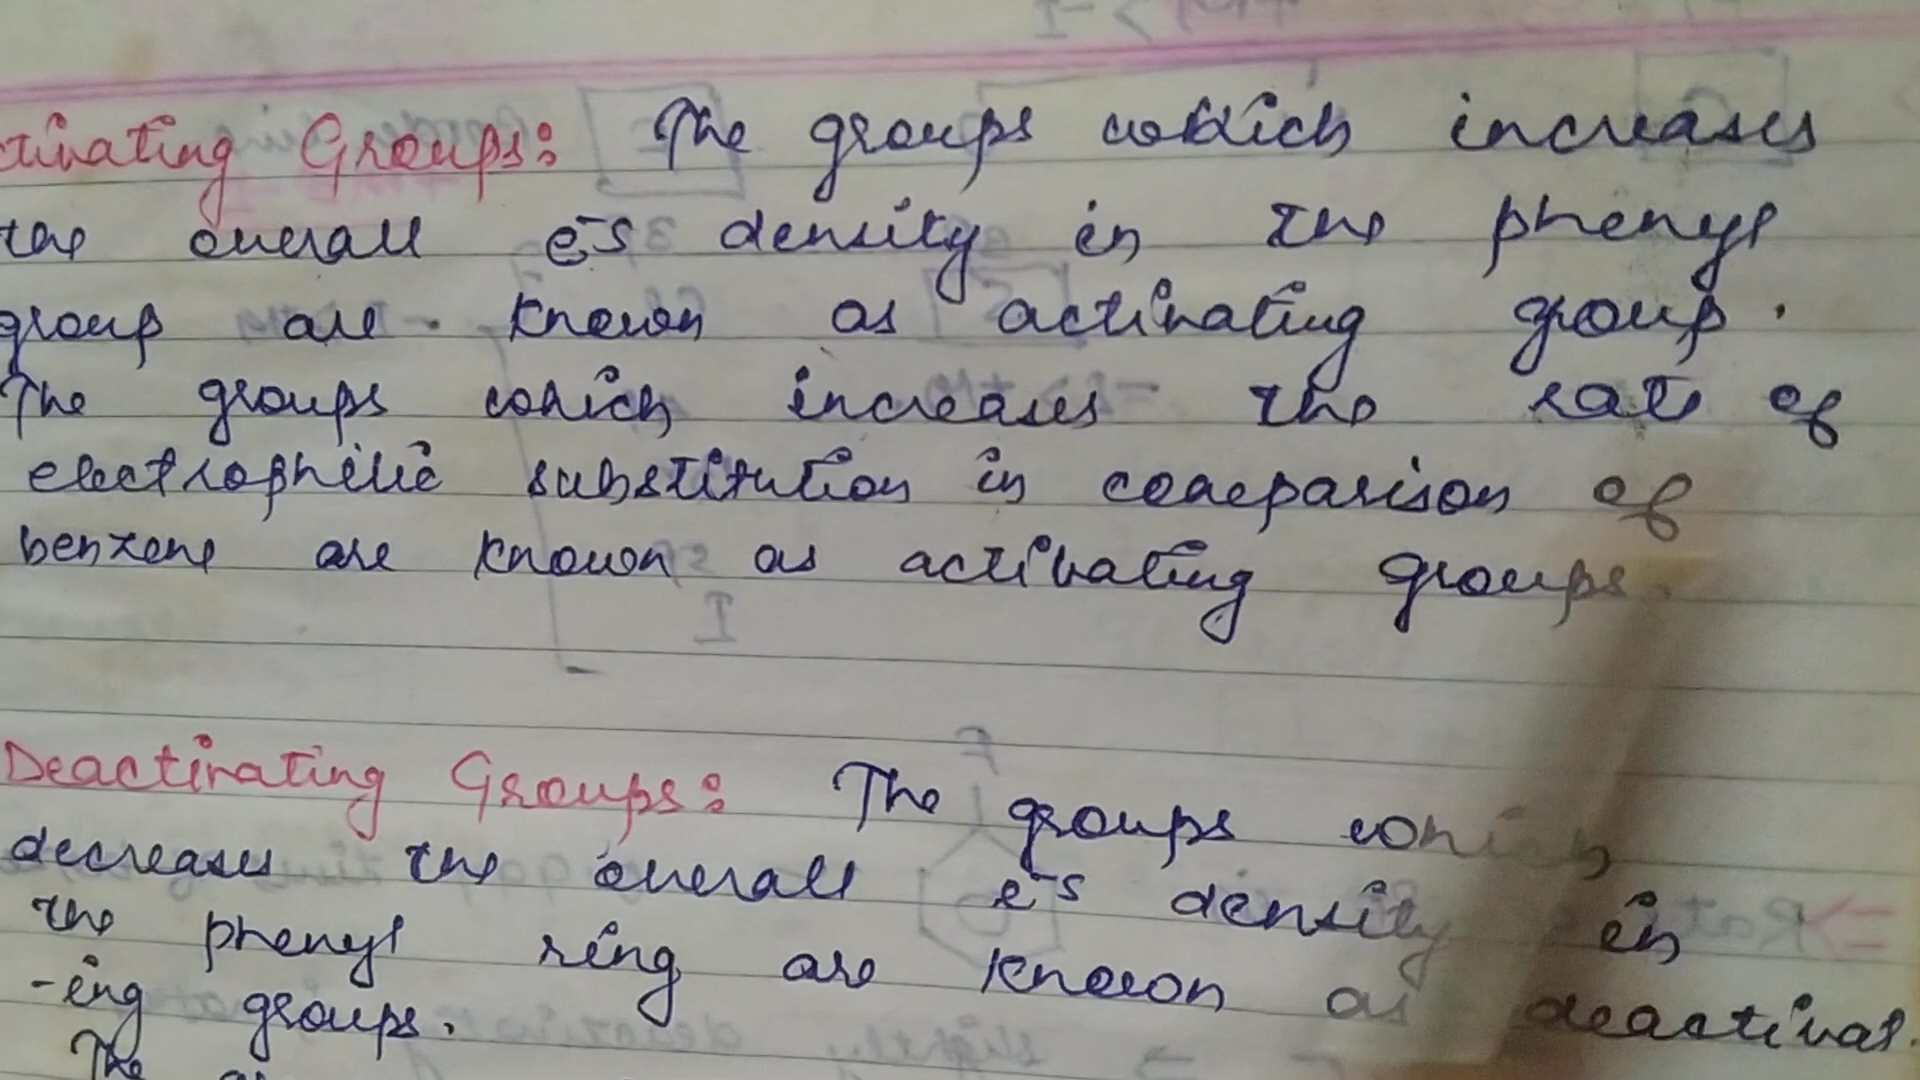 tivating Groups: The groups which increases
the overall e⁻s density in the phenyl
group are known as activating group.
The groups which increases the rate of
electrophilic substitution in comparison of
benzene are known as activating groups.
Deactivating Groups: The groups which
decreases the overall e⁻s density in
the phenyl ring are known as deactivat
-ing groups.
The